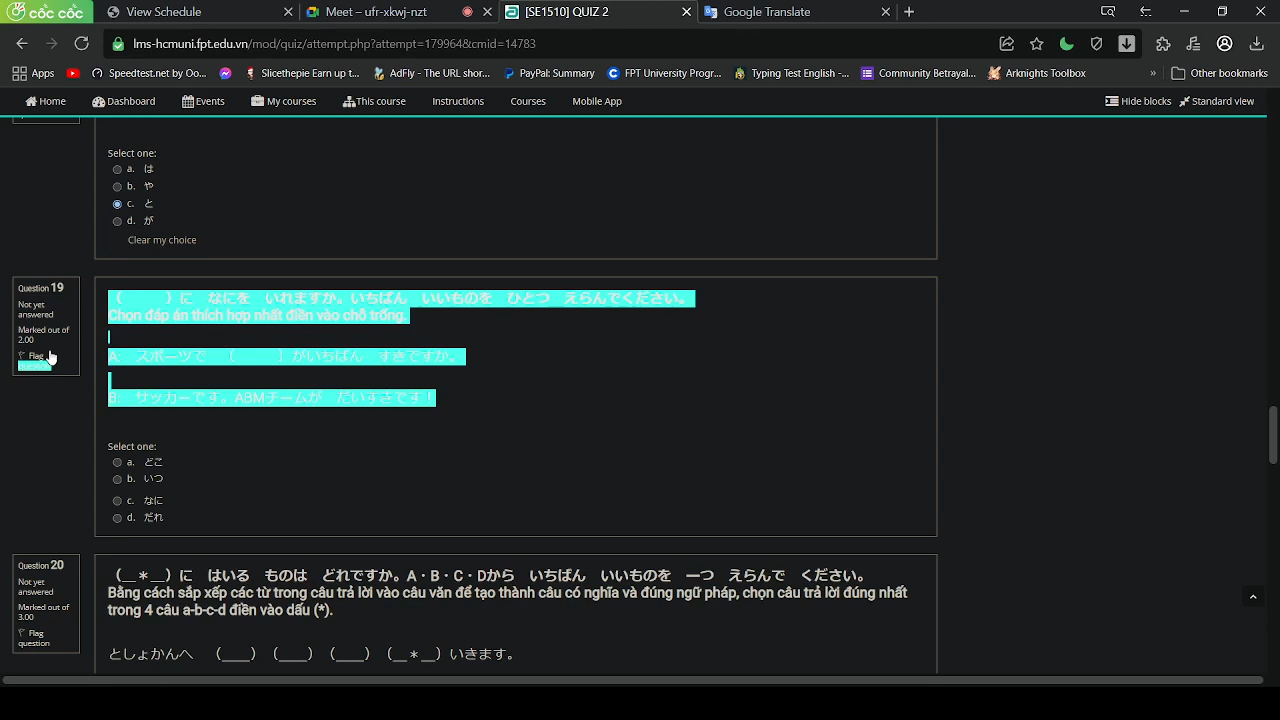 cốc cốc
View Schedule
Meet – ufr-xkwj-nzt
[SE1510] QUIZ 2
Google Translate
lms-hcmuni.fpt.edu.vn/mod/quiz/attempt.php?attempt=179964&cmid=14783
Apps
Speedtest.net by Oo...
Slicethepie Earn up t...
AdFly - The URL shor...
PayPal: Summary
FPT University Progr...
Typing Test English -...
Community Betrayal...
Arknights Toolbox
»
Other bookmarks
Home
Dashboard
Events
My courses
This course
Instructions
Courses
Mobile App
Hide blocks
Standard view
Select one:
a. は
b. や
c. と
d. が
Clear my choice
Question 19
Not yet
answered
Marked out of
2.00
Flag
question
（　　　）に　なにを　いれますか。いちばん　いいものを　ひとつ　えらんでください。
Chọn đáp án thích hợp nhất điền vào chỗ trống.
A:　スポーツで　（　　　）がいちばん　すきですか。
B:　サッカーです。ABMチームが　だいすきです！
Select one:
a. どこ
b. いつ
c. なに
d. だれ
Question 20
Not yet
answered
Marked out of
3.00
Flag
question
（__＊__）に　はいる　ものは　どれですか。A・B・C・Dから　いちばん　いいものを　一つ　えらんで　ください。
Bằng cách sắp xếp các từ trong câu trả lời vào câu văn để tạo thành câu có nghĩa và đúng ngữ pháp, chọn câu trả lời đúng nhất
trong 4 câu a-b-c-d điền vào dấu (*).
としょかんへ　（____）　（____）　（____）　（__＊__）いきます。